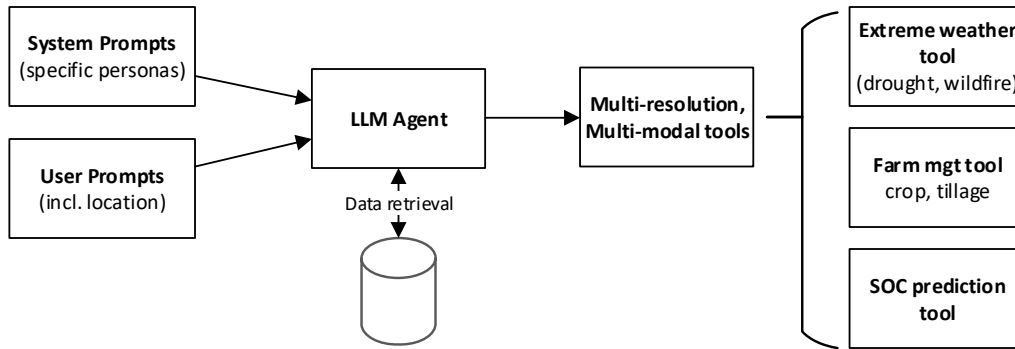 System Prompts
(specific personas)
User Prompts
(incl. location)
LLM Agent
Data retrieval
Multi-resolution,
Multi-modal tools
Extreme weather
tool
(drought, wildfire)
Farm mgt tool
crop, tillage
SOC prediction
tool